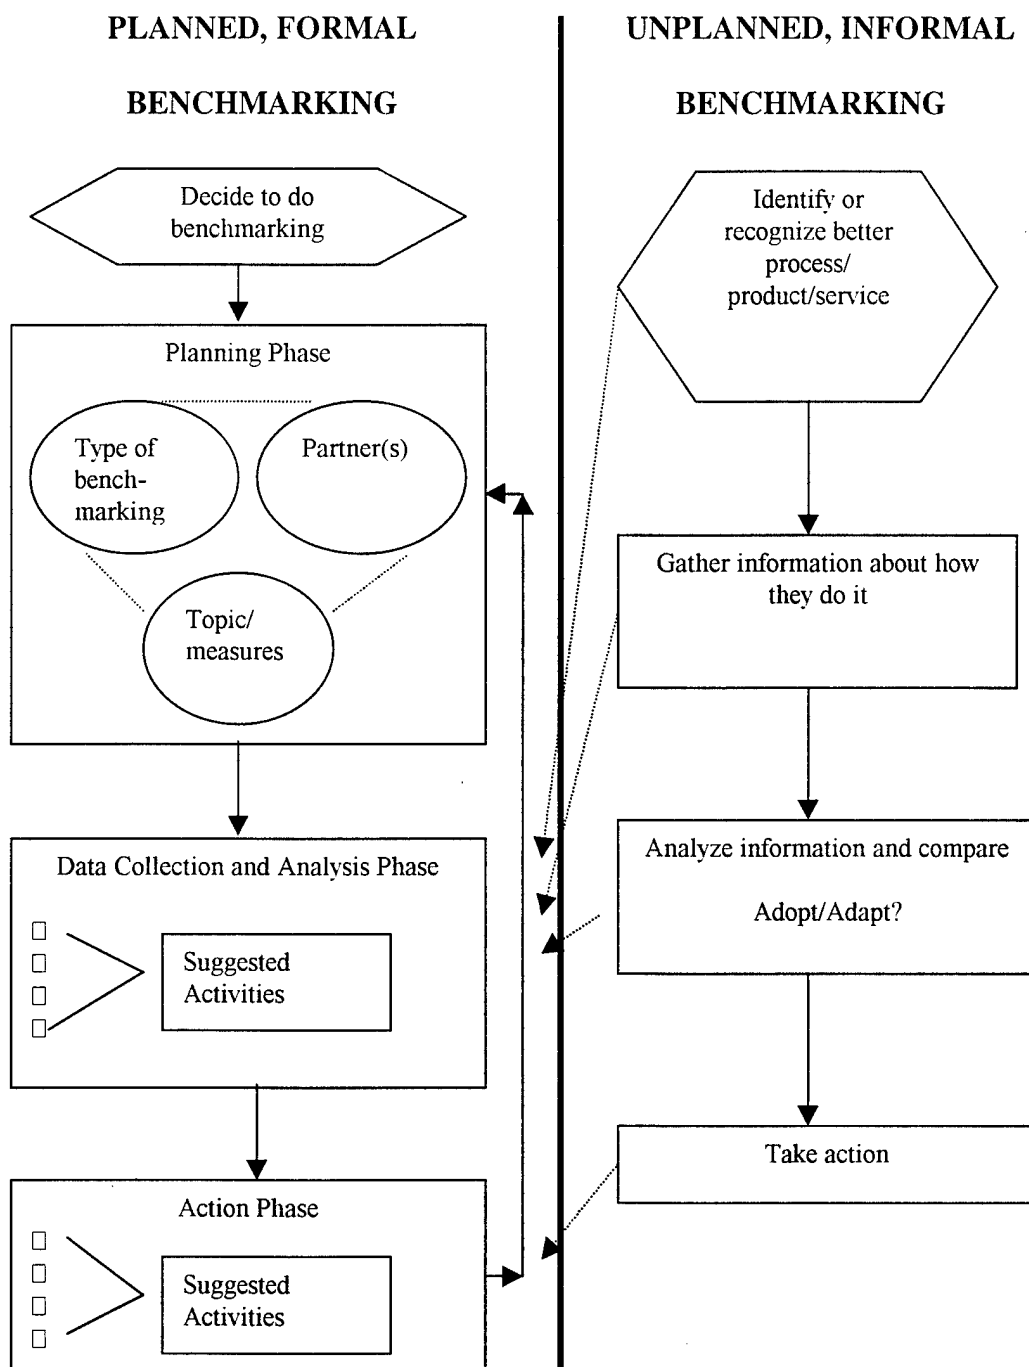 PLANNED, FORMAL
BENCHMARKING
Decide to do
benchmarking
Planning Phase
Type of
bench-
marking
Partner(s)
Topic/
measures
Data Collection and Analysis Phase
Suggested
Activities
Action Phase
Suggested
Activities
UNPLANNED, INFORMAL
BENCHMARKING
Identify or
recognize better
process/
product/service
Gather information about how
they do it
Analyze information and compare
Adopt/Adapt?
Take action